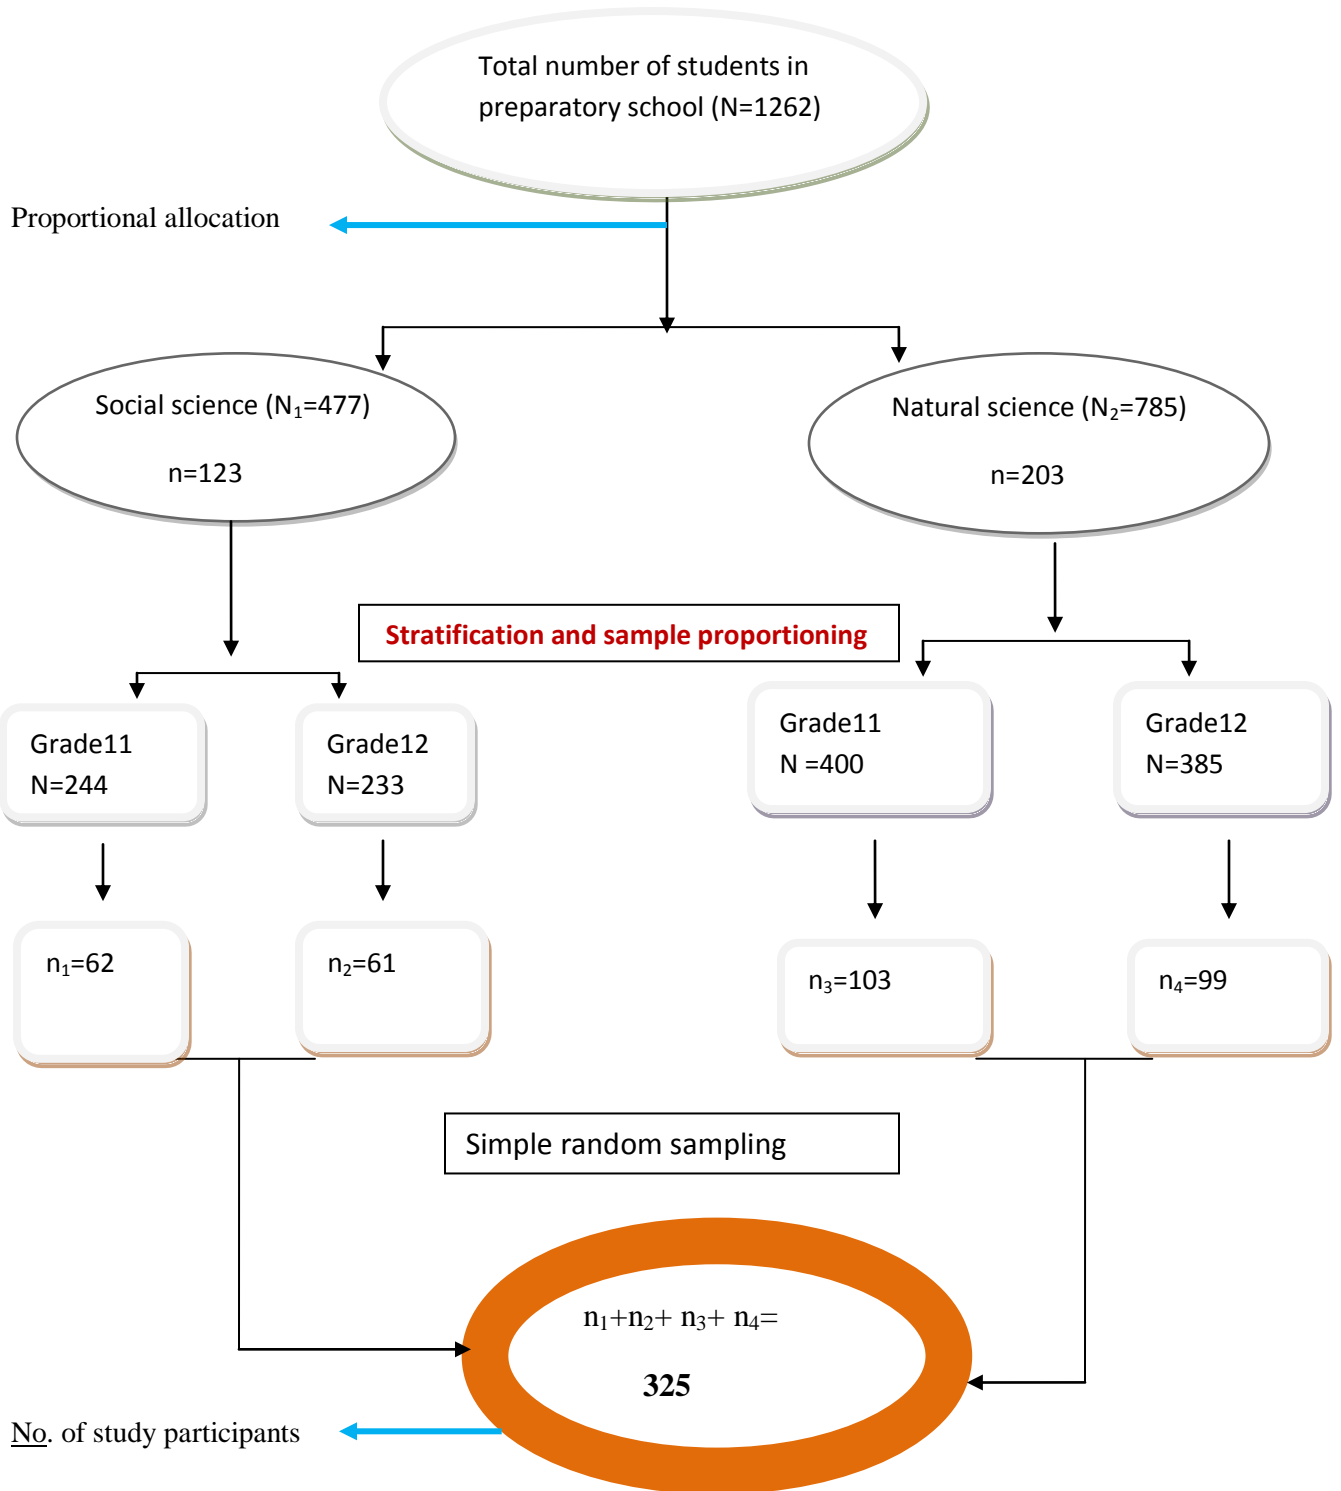 Total number of students in
preparatory school (N=1262)
Proportional allocation
Social science (N₁=477)
n=123
Natural science (N₂=785)
n=203
Stratification and sample proportioning
Grade11
N=244
Grade12
N=233
Grade11
N =400
Grade12
N=385
n₁=62
n₂=61
n₃=103
n₄=99
Simple random sampling
n₁+n₂+ n₃+ n₄=
325
No. of study participants